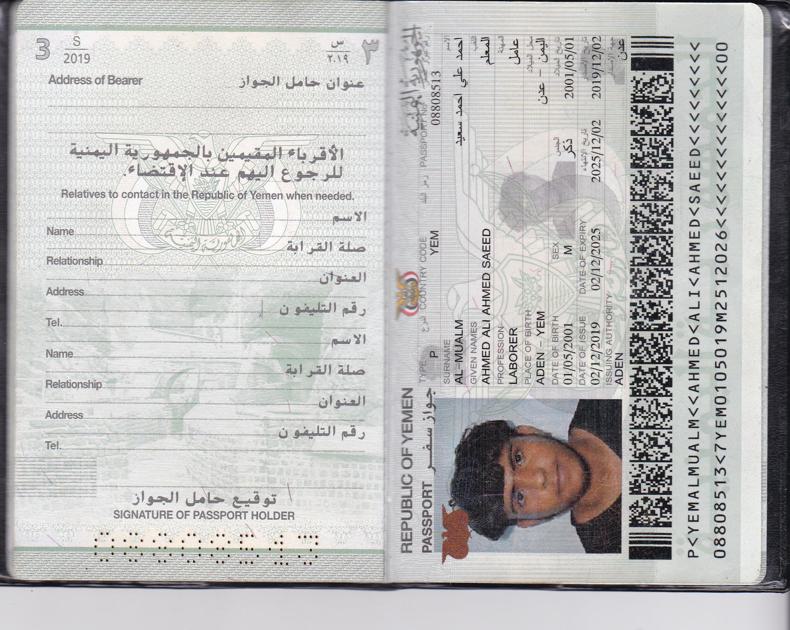 3
S
2019
س
٢٠١٩
٣
Address of Bearer
عنوان حامل الجواز
الأقرباء المقيمين بالجمهورية اليمنية
للرجوع اليهم عند الإقتضاء.
Relatives to contact in the Republic of Yemen when needed.
Name الاسم
Relationship صلة القرابة
Address العنوان
Tel. رقم التليفون
Name الاسم
Relationship صلة القرابة
Address العنوان
Tel. رقم التليفون
توقيع حامل الجواز
SIGNATURE OF PASSPORT HOLDER
REPUBLIC OF YEMEN الجمهورية اليمنية
PASSPORT جواز سفر
TYPE النوع COUNTRY CODE رمز البلد PASSPORT No
P YEM 08808513
SURNAME الاسم
AL-MUALM احمد علي احمد سعيد
GIVEN NAMES اللقب
AHMED ALI AHMED SAEED المعلم
PROFESSION المهنة
LABORER عامل
PLACE OF BIRTH محل الميلاد
ADEN - YEM اليمن - عدن
DATE OF BIRTH SEX الجنس تاريخ الميلاد
01/05/2001 M ذكر 2001/05/01
DATE OF ISSUE DATE OF EXPIRY تاريخ الإنتهاء تاريخ الإصدار
02/12/2019 02/12/2025 2025/12/02 2019/12/02
ISSUING AUTHORITY جهة الإصدار
ADEN عدن
P<YEMALMUALM<<AHMED<ALI<AHMED<SAEED<<<<<<<<<
08808513<7YEM0105019M2512026<<<<<<<<<<<<<<00